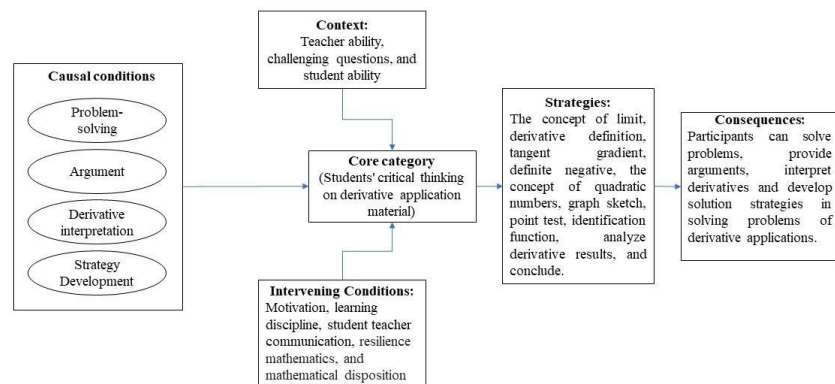 Context:
Teacher ability,
challenging questions, and
student ability
Causal conditions
Problem-
solving
Argument
Derivative
interpretation
Strategy
Development
Core category
(Students' critical thinking
on derivative application
material)
Intervening Conditions:
Motivation, learning
discipline, student teacher
communication, resilience
mathematics, and
mathematical disposition
Strategies:
The concept of limit,
derivative definition,
tangent gradient,
definite negative, the
concept of quadratic
numbers, graph sketch,
point test, identification
function, analyze
derivative results, and
conclude.
Consequences:
Participants can solve
problems, provide
arguments, interpret
derivatives and develop
solution strategies in
solving problems of
derivative applications.